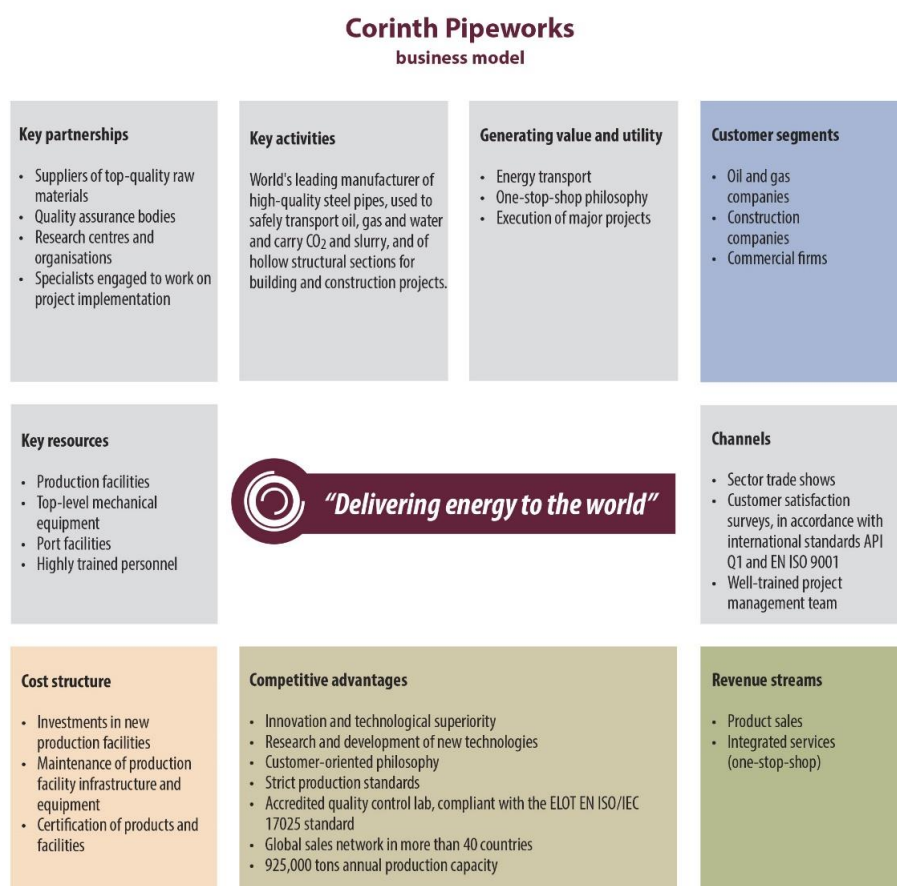 Corinth Pipeworks
business model
Key partnerships
• Suppliers of top-quality raw
materials
• Quality assurance bodies
• Research centres and
organisations
• Specialists engaged to work on
project implementation
Key activities
World's leading manufacturer of
high-quality steel pipes, used to
safely transport oil, gas and water
and carry CO2 and slurry, and of
hollow structural sections for
building and construction projects.
Generating value and utility
• Energy transport
• One-stop-shop philosophy
• Execution of major projects
Customer segments
• Oil and gas
companies
• Construction
companies
• Commercial firms
Key resources
• Production facilities
• Top-level mechanical
equipment
• Port facilities
• Highly trained personnel
"Delivering energy to the world"
Channels
• Sector trade shows
• Customer satisfaction
surveys, in accordance with
international standards API
Q1 and EN ISO 9001
• Well-trained project
management team
Cost structure
• Investments in new
production facilities
• Maintenance of production
facility infrastructure and
equipment
• Certification of products and
facilities
Competitive advantages
• Innovation and technological superiority
• Research and development of new technologies
• Customer-oriented philosophy
• Strict production standards
• Accredited quality control lab, compliant with the ELOT EN ISO/IEC
17025 standard
• Global sales network in more than 40 countries
• 925,000 tons annual production capacity
Revenue streams
• Product sales
• Integrated services
(one-stop-shop)